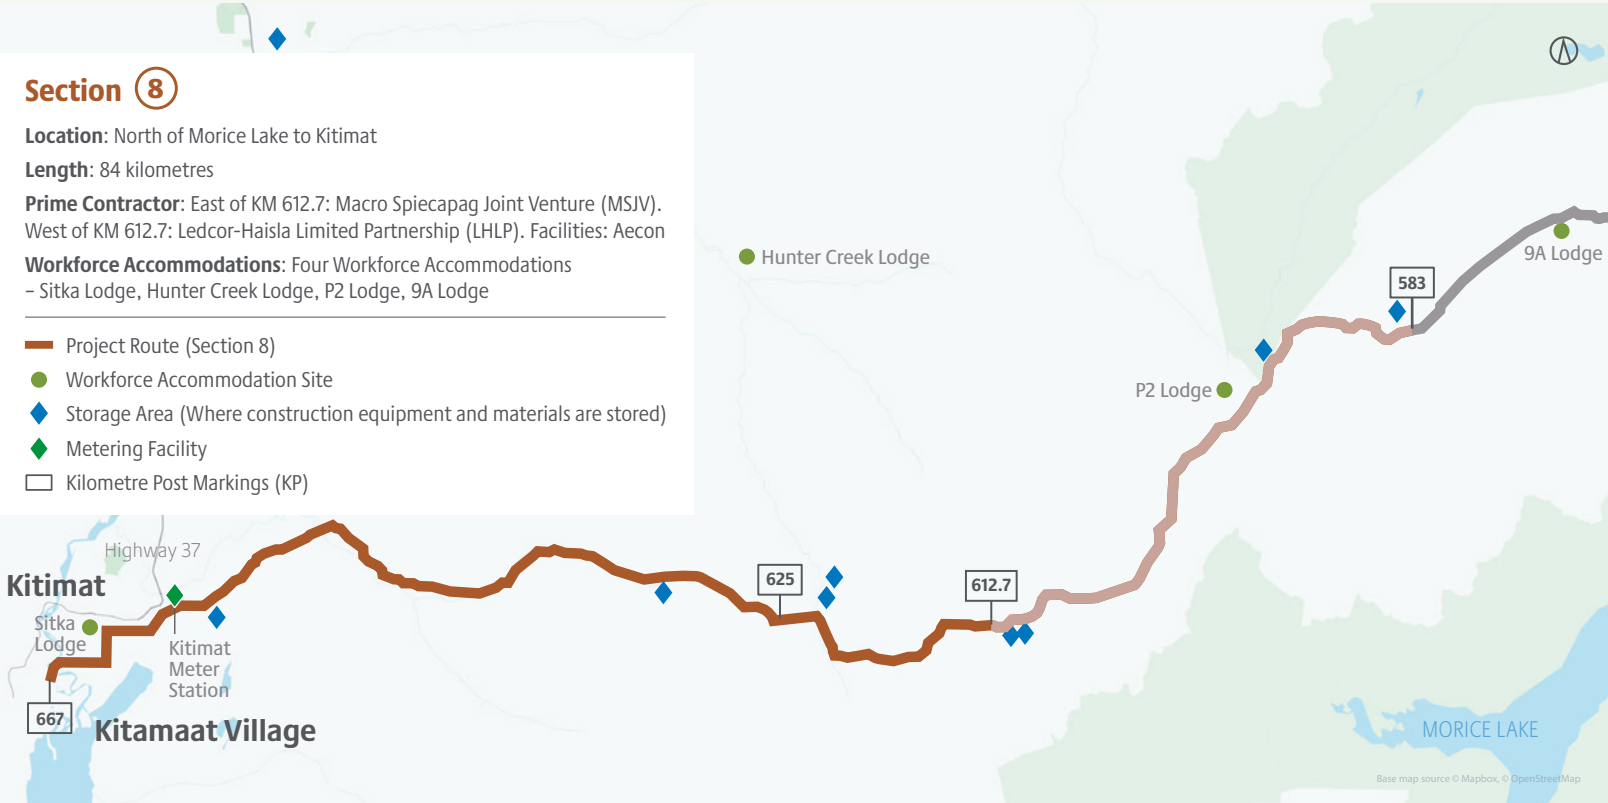 Section 8
Location: North of Morice Lake to Kitimat
Length: 84 kilometres
Prime Contractor: East of KM 612.7: Macro Spiecapag Joint Venture (MSJV).
West of KM 612.7: Ledcor-Haisla Limited Partnership (LHLP). Facilities: Aecon
Workforce Accommodations: Four Workforce Accommodations
– Sitka Lodge, Hunter Creek Lodge, P2 Lodge, 9A Lodge
Project Route (Section 8)
Workforce Accommodation Site
Storage Area (Where construction equipment and materials are stored)
Metering Facility
Kilometre Post Markings (KP)
Hunter Creek Lodge
9A Lodge
583
P2 Lodge
Highway 37
Kitimat
625
612.7
Sitka
Lodge
Kitimat
Meter
Station
667
Kitamaat Village
MORICE LAKE
Base map source © Mapbox, © OpenStreetMap